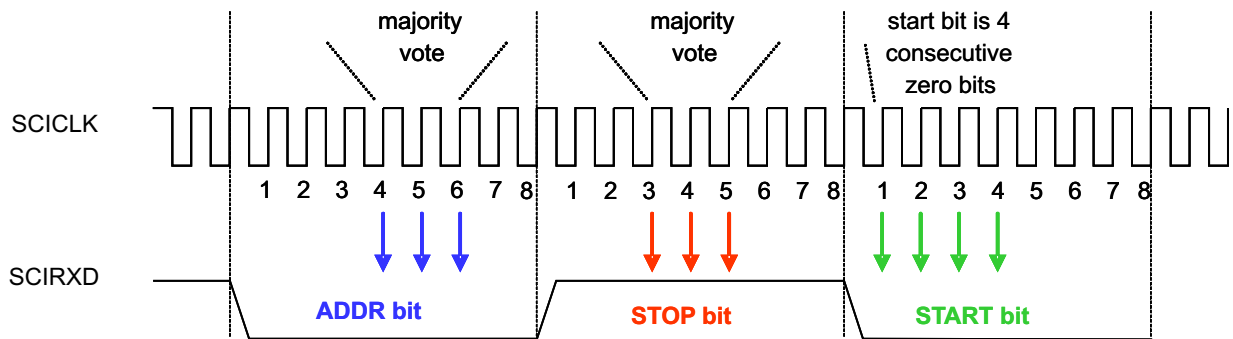 majority
vote
majority
vote
start bit is 4
consecutive
zero bits
SCICLK
1 2 3 4 5 6 7 8 1 2 3 4 5 6 7 8 1 2 3 4 5 6 7 8
SCIRXD
ADDR bit STOP bit START bit